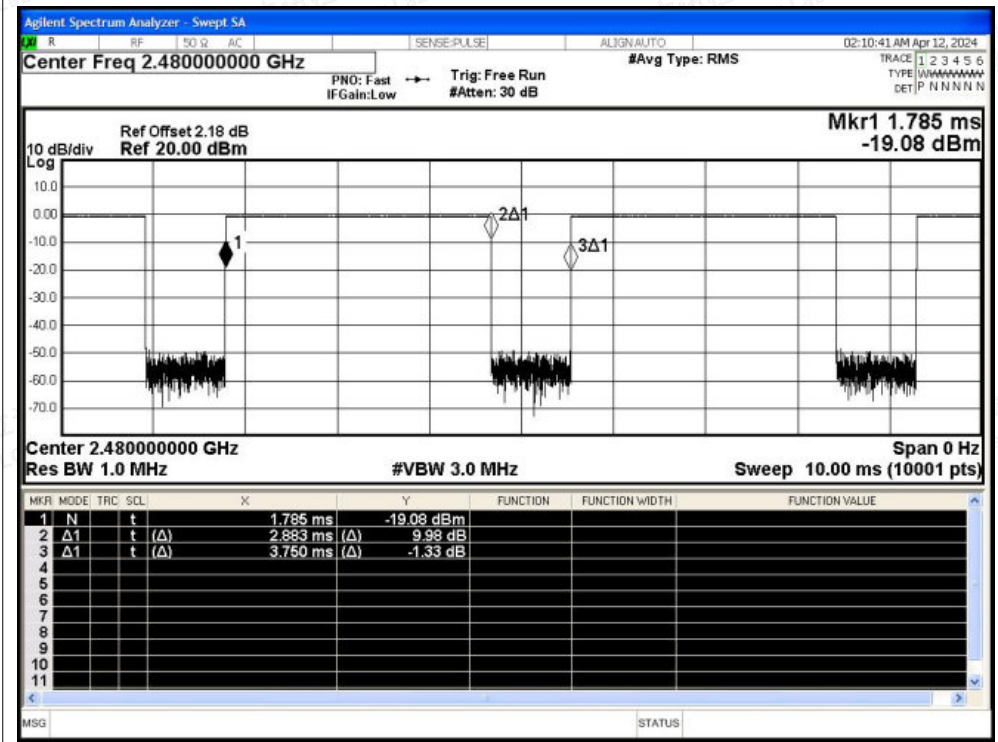 Agilent Spectrum Analyzer - Swept SA
LXI R RF 50 Ω AC SENSE:PULSE ALIGN AUTO 02:10:41 AM Apr 12, 2024
Center Freq 2.480000000 GHz #Avg Type: RMS TRACE 1 2 3 4 5 6
PNO: Fast Trig: Free Run TYPE
IFGain:Low #Atten: 30 dB DET P N N N N N
Mkr1 1.785 ms
Ref Offset 2.18 dB
10 dB/div Ref 20.00 dBm -19.08 dBm
Log
10.0
0.00 2Δ1
-10.0 1 3Δ1
-20.0
-30.0
-40.0
-50.0
-60.0
-70.0
Center 2.480000000 GHz Span 0 Hz
Res BW 1.0 MHz #VBW 3.0 MHz Sweep 10.00 ms (10001 pts)
MKR MODE TRC SCL X Y FUNCTION FUNCTION WIDTH FUNCTION VALUE
1 N t 1.785 ms -19.08 dBm
2 Δ1 t (Δ) 2.883 ms (Δ) 9.98 dB
3 Δ1 t (Δ) 3.750 ms (Δ) -1.33 dB
4
5
6
7
8
9
10
11
MSG STATUS